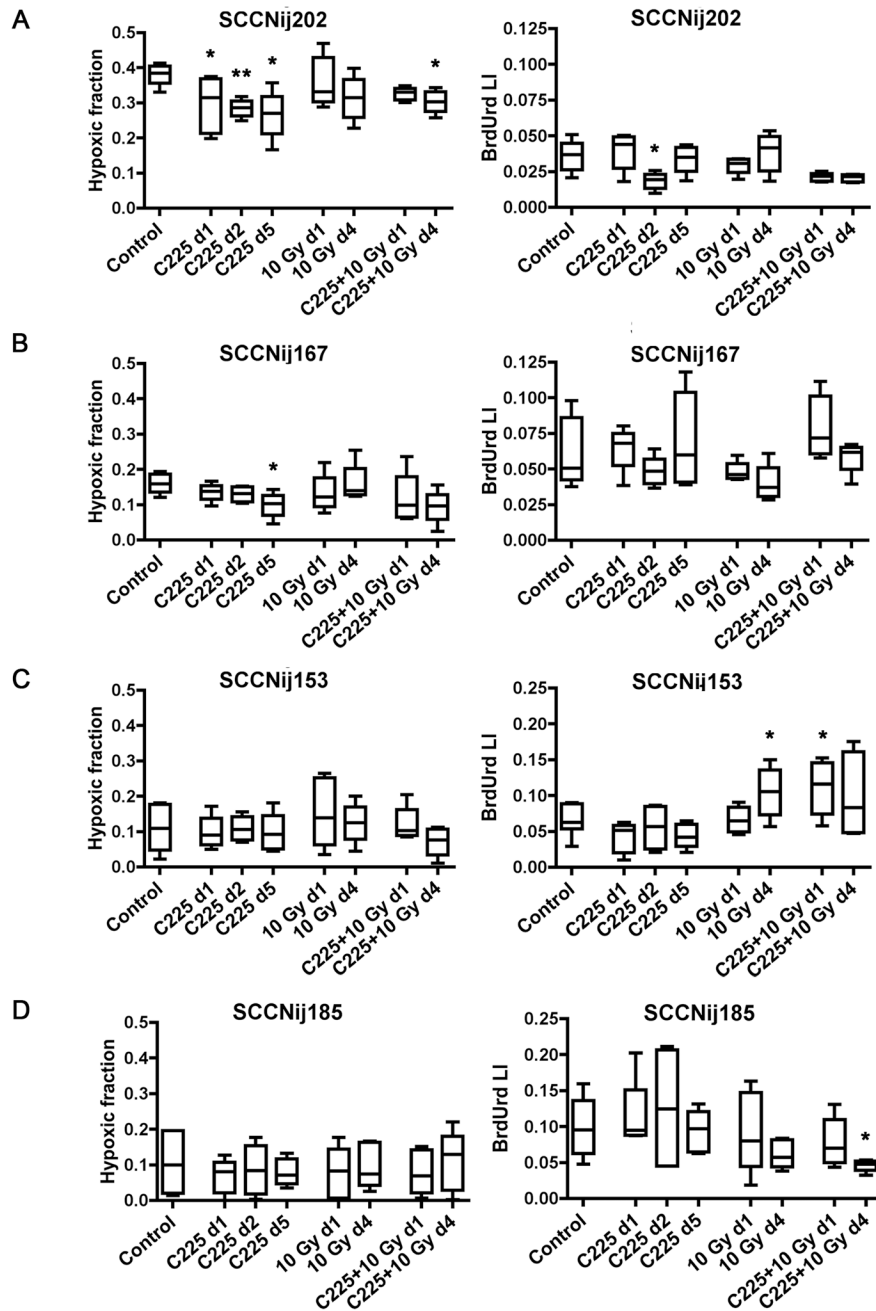 A
SCCNij202
Hypoxic fraction
0.5
0.4
0.3
0.2
0.1
0.0
*
**
*
*
Control
C225 d1
C225 d2
C225 d5
10 Gy d1
10 Gy d4
C225+10 Gy d1
C225+10 Gy d4
SCCNij202
BrdUrd LI
0.125
0.100
0.075
0.050
0.025
0.000
*
Control
C225 d1
C225 d2
C225 d5
10 Gy d1
10 Gy d4
C225+10 Gy d1
C225+10 Gy d4
B
SCCNij167
Hypoxic fraction
0.5
0.4
0.3
0.2
0.1
0.0
*
Control
C225 d1
C225 d2
C225 d5
10 Gy d1
10 Gy d4
C225+10 Gy d1
C225+10 Gy d4
SCCNij167
BrdUrd LI
0.125
0.100
0.075
0.050
0.025
0.000
Control
C225 d1
C225 d2
C225 d5
10 Gy d1
10 Gy d4
C225+10 Gy d1
C225+10 Gy d4
C
SCCNij153
Hypoxic fraction
0.5
0.4
0.3
0.2
0.1
0.0
Control
C225 d1
C225 d2
C225 d5
10 Gy d1
10 Gy d4
C225+10 Gy d1
C225+10 Gy d4
SCCNij153
BrdUrd LI
0.25
0.20
0.15
0.10
0.05
0.00
*
*
Control
C225 d1
C225 d2
C225 d5
10 Gy d1
10 Gy d4
C225+10 Gy d1
C225+10 Gy d4
D
SCCNij185
Hypoxic fraction
0.5
0.4
0.3
0.2
0.1
0.0
Control
C225 d1
C225 d2
C225 d5
10 Gy d1
10 Gy d4
C225+10 Gy d1
C225+10 Gy d4
SCCNij185
BrdUrd LI
0.25
0.20
0.15
0.10
0.05
0.00
*
Control
C225 d1
C225 d2
C225 d5
10 Gy d1
10 Gy d4
C225+10 Gy d1
C225+10 Gy d4